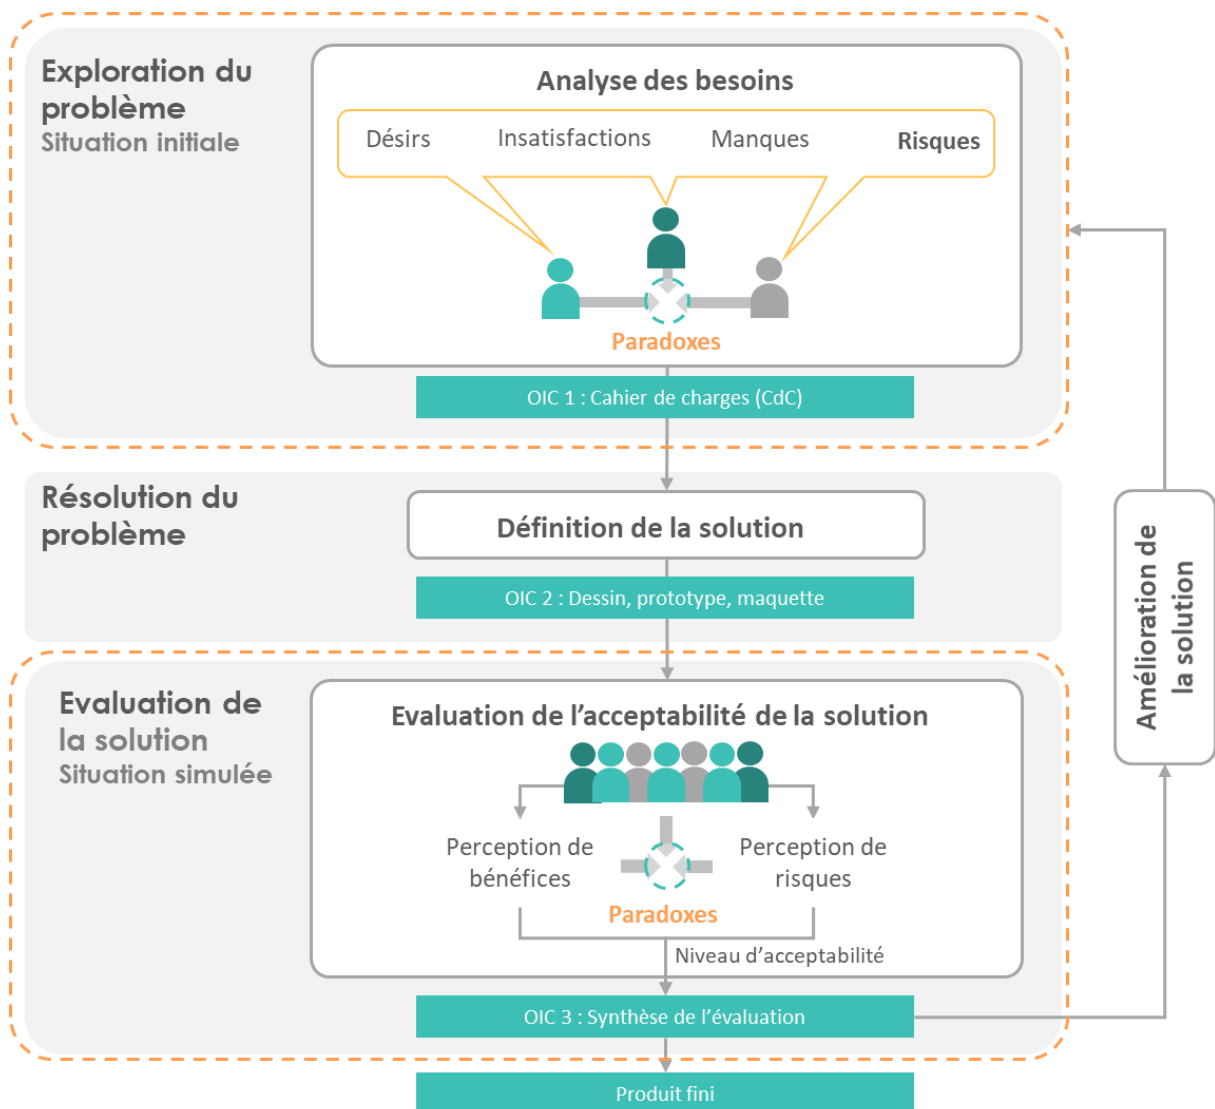 Exploration du
problème
Situation initiale
Analyse des besoins
Désirs Insatisfactions Manques Risques
Paradoxes
OIC 1 : Cahier de charges (CdC)
Résolution du
problème
Définition de la solution
OIC 2 : Dessin, prototype, maquette
Amélioration de
la solution
Evaluation de
la solution
Situation simulée
Evaluation de l’acceptabilité de la solution
Perception de
bénéfices
Perception de
risques
Paradoxes
Niveau d’acceptabilité
OIC 3 : Synthèse de l’évaluation
Produit fini